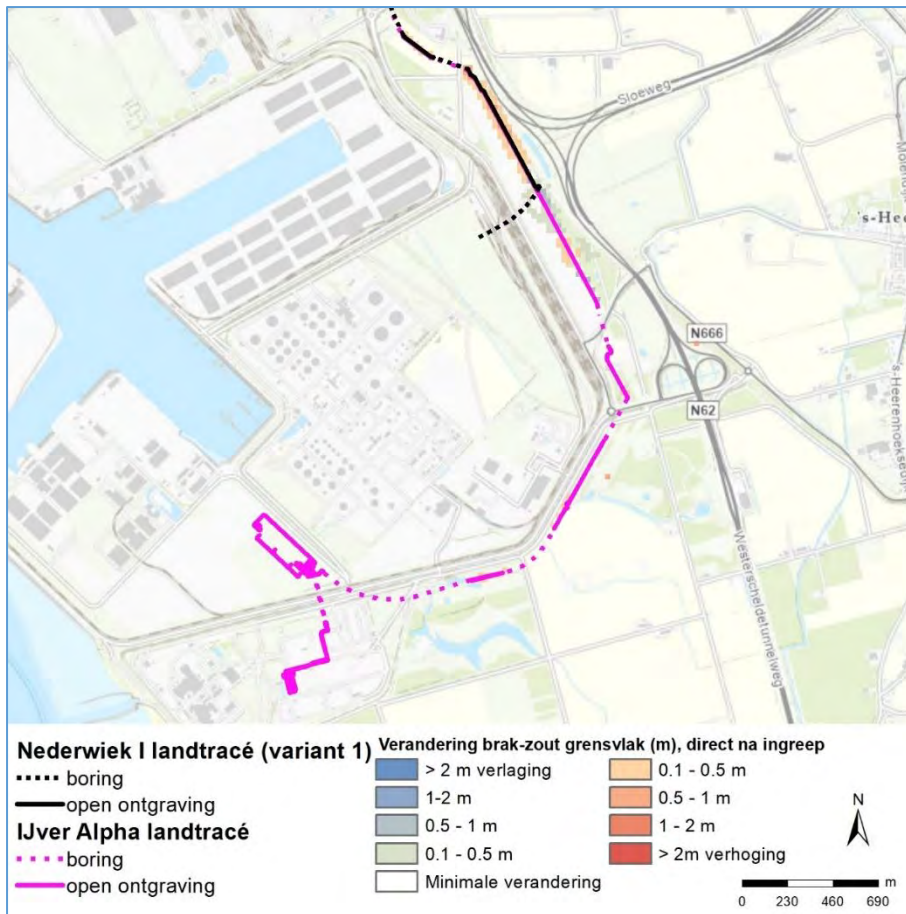 Sloeweg
Molendijk
's-Hee
N666
N62
's-Heerenhoeksedijk
Westerscheldetunnelweg
Nederwiek I landtracé (variant 1)
boring
open ontgraving
IJver Alpha landtracé
boring
open ontgraving
Verandering brak-zout grensvlak (m), direct na ingreep
> 2 m verlaging
1-2 m
0.5 - 1 m
0.1 - 0.5 m
Minimale verandering
0.1 - 0.5 m
0.5 - 1 m
1 - 2 m
> 2m verhoging
N
m
0 230 460 690